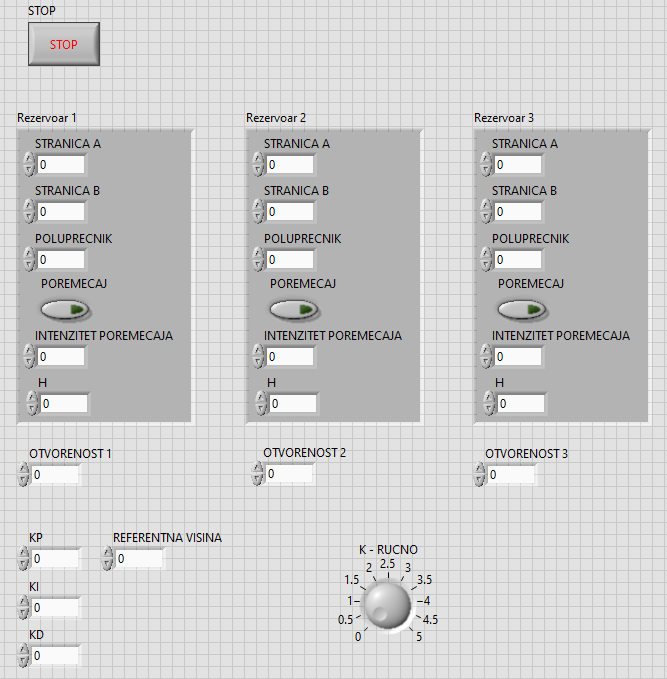 STOP
STOP
Rezervoar 1
STRANICA A
0
STRANICA B
0
POLUPRECNIK
0
POREMECAJ
INTENZITET POREMECAJA
0
H
0
Rezervoar 2
STRANICA A
0
STRANICA B
0
POLUPRECNIK
0
POREMECAJ
INTENZITET POREMECAJA
0
H
0
Rezervoar 3
STRANICA A
0
STRANICA B
0
POLUPRECNIK
0
POREMECAJ
INTENZITET POREMECAJA
0
H
0
OTVORENOST 1
0
OTVORENOST 2
0
OTVORENOST 3
0
KP
0
REFERENTNA VISINA
0
KI
0
KD
0
K - RUCNO
0
0.5
1
1.5
2
2.5
3
3.5
4
4.5
5